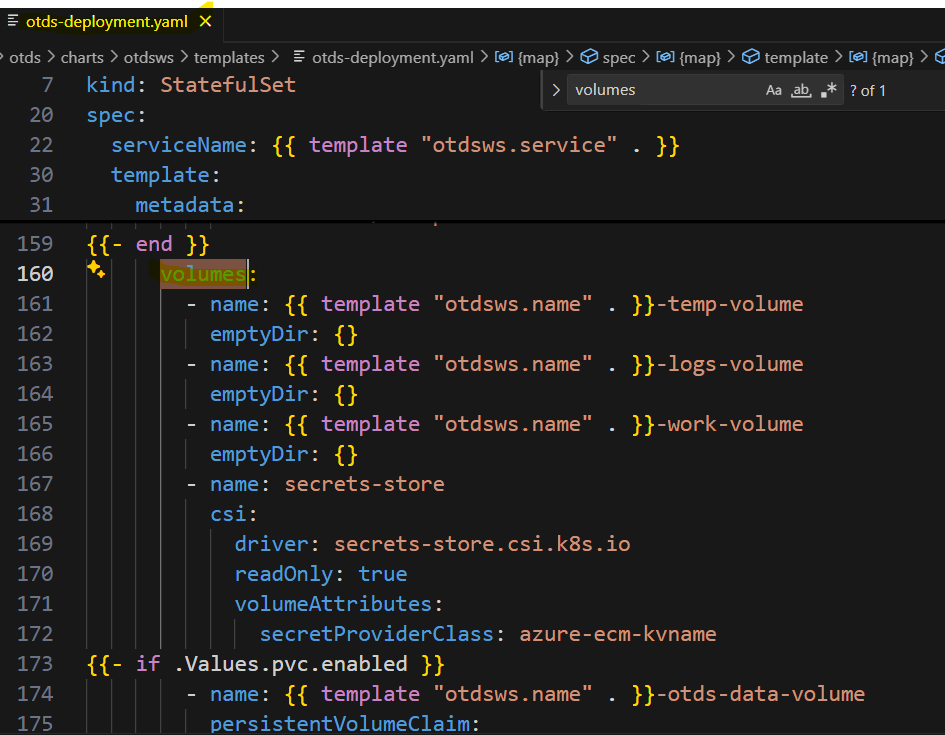 otds-deployment.yaml ×
otds > charts > otdsws > templates > otds-deployment.yaml > {map} > spec > {map} > template > {map} >
volumes Aa ab .* ? of 1
7 kind: StatefulSet
20 spec:
22 serviceName: {{ template "otdsws.service" . }}
30 template:
31 metadata:
159 {{- end }}
160 volumes:
161 - name: {{ template "otdsws.name" . }}-temp-volume
162 emptyDir: {}
163 - name: {{ template "otdsws.name" . }}-logs-volume
164 emptyDir: {}
165 - name: {{ template "otdsws.name" . }}-work-volume
166 emptyDir: {}
167 - name: secrets-store
168 csi:
169 driver: secrets-store.csi.k8s.io
170 readOnly: true
171 volumeAttributes:
172 secretProviderClass: azure-ecm-kvname
173 {{- if .Values.pvc.enabled }}
174 - name: {{ template "otdsws.name" . }}-otds-data-volume
175 persistentVolumeClaim: